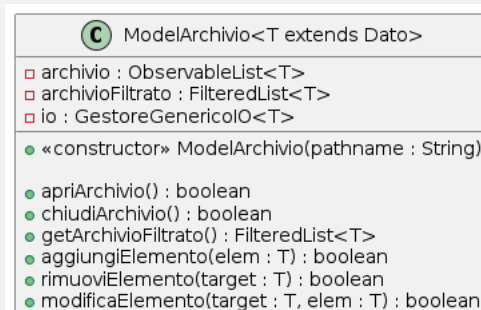 C ModelArchivio<T extends Dato>
archivio : ObservableList<T>
archivioFiltrato : FilteredList<T>
io : GestoreGenericoIO<T>
«constructor» ModelArchivio(pathname : String)
apriArchivio() : boolean
chiudiArchivio() : boolean
getArchivioFiltrato() : FilteredList<T>
aggiungiElemento(elem : T) : boolean
rimuoviElemento(target : T) : boolean
modificaElemento(target : T, elem : T) : boolean